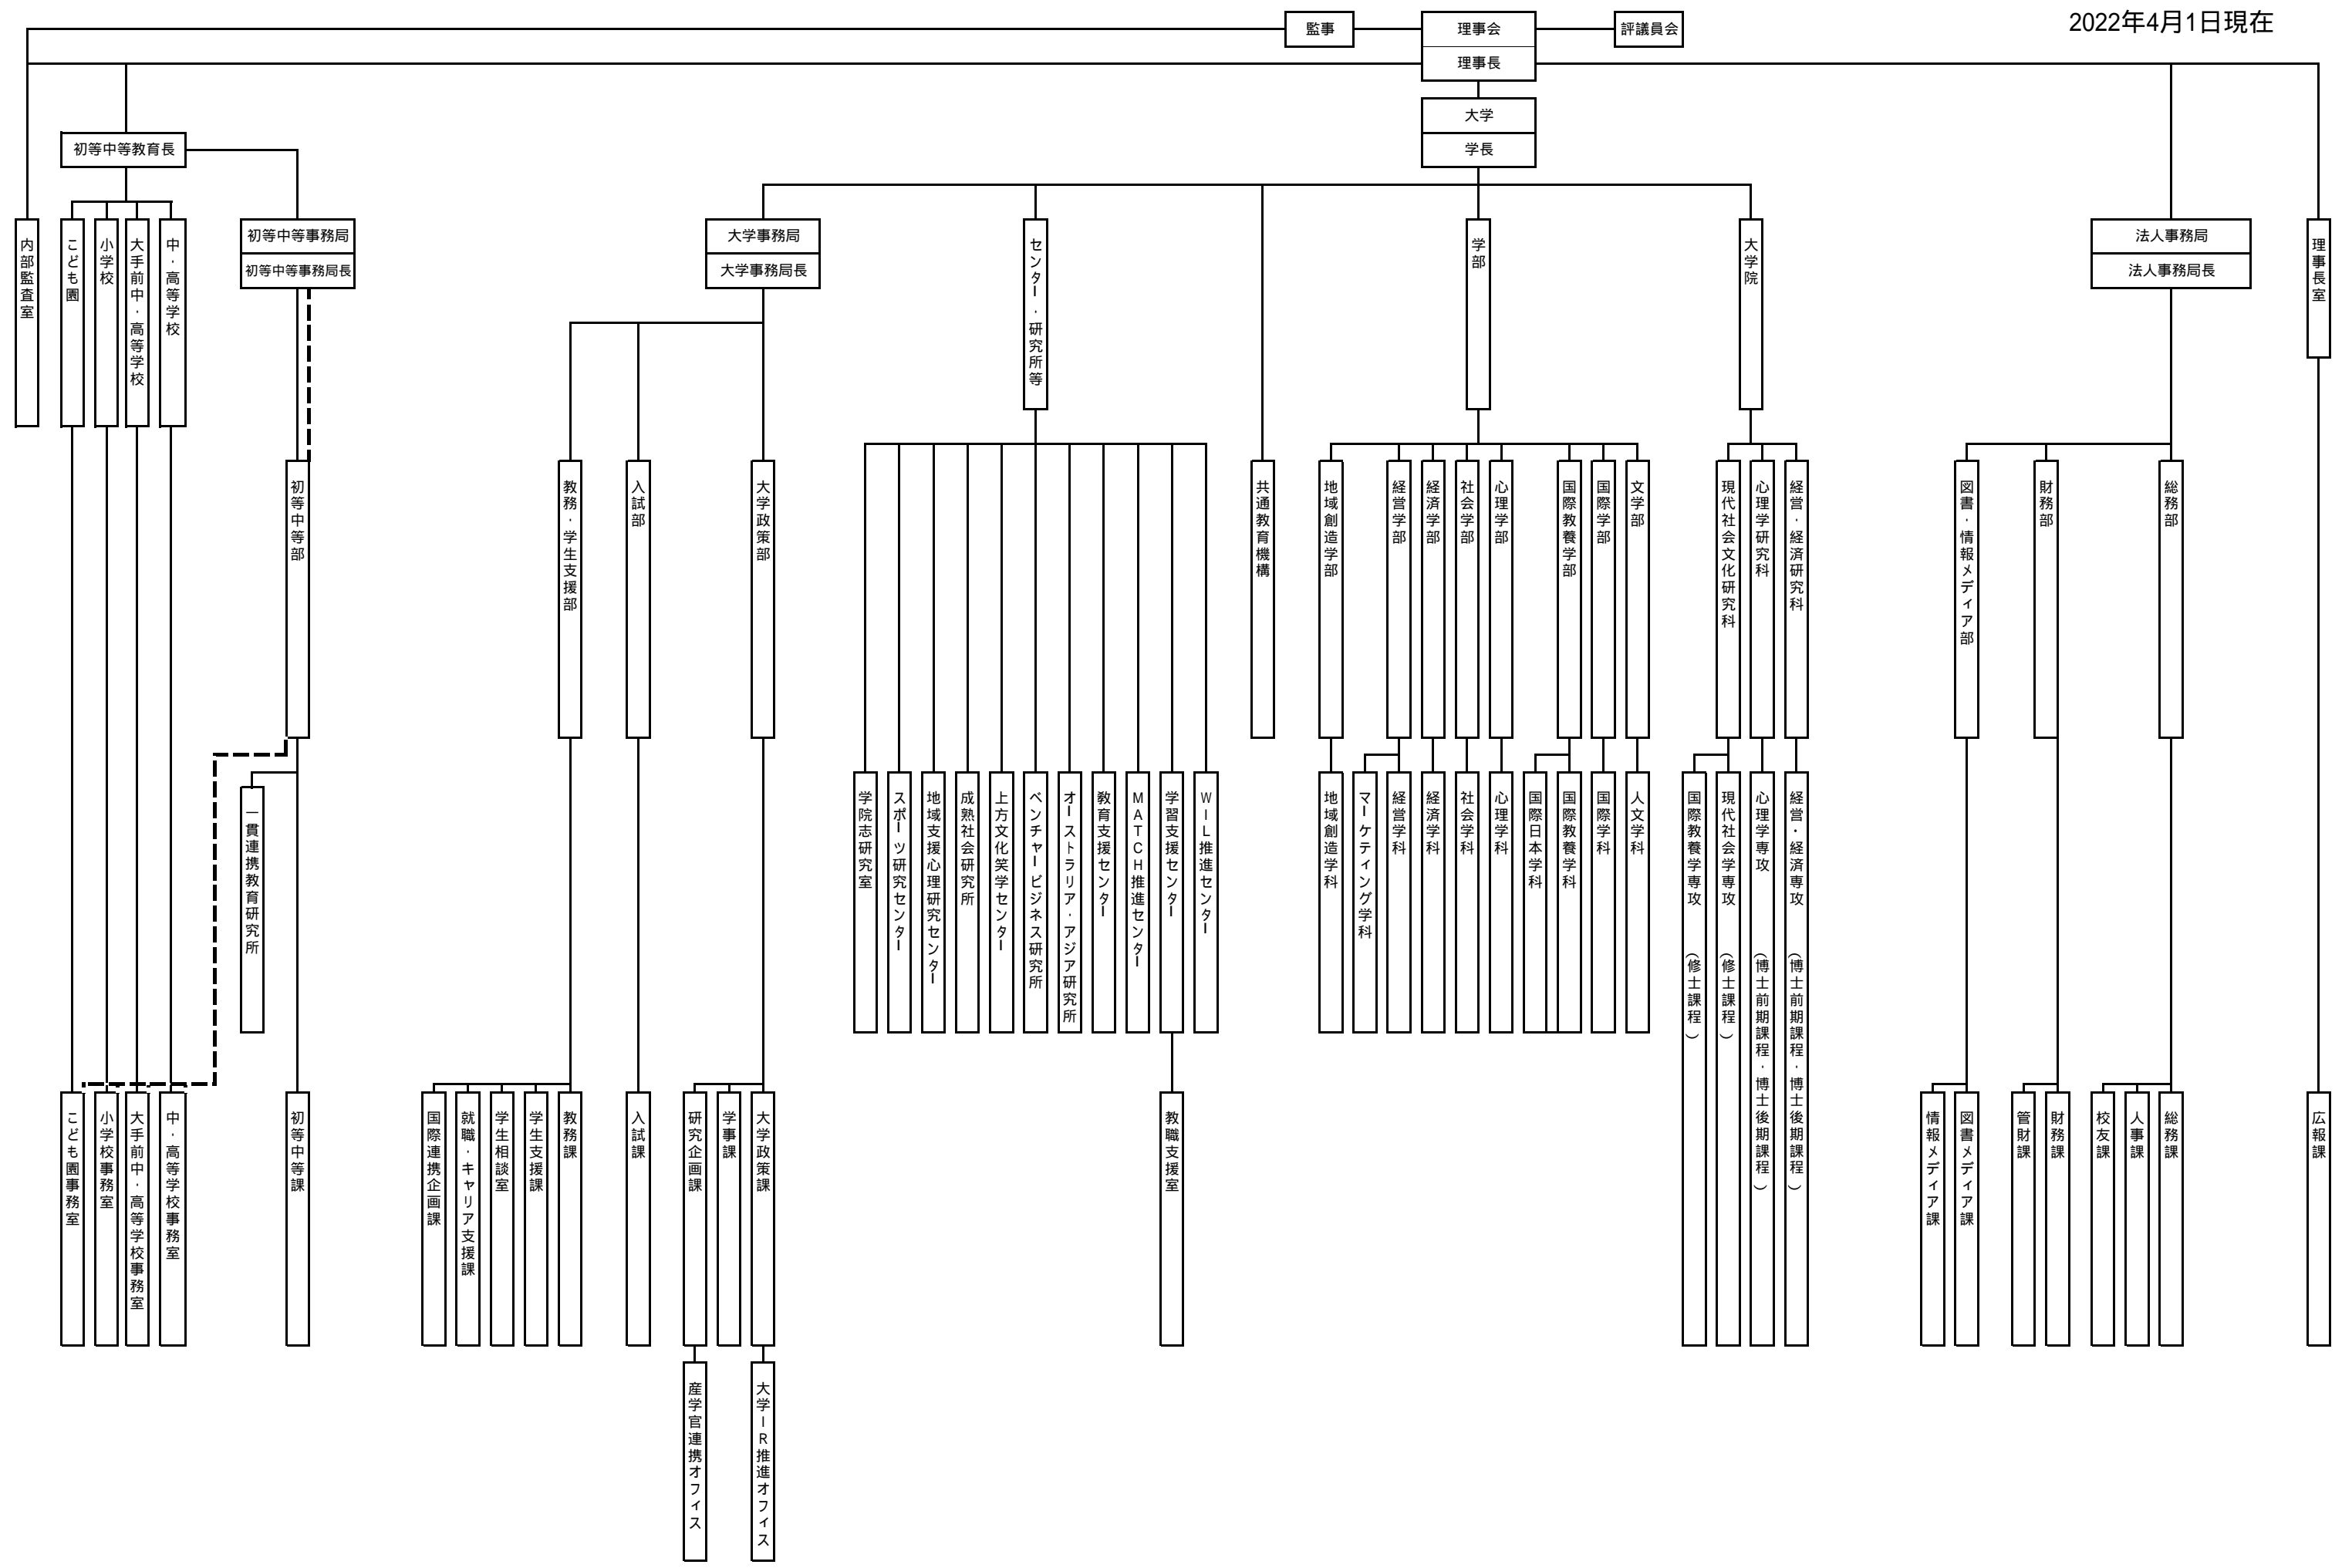 2022年4月1日現在
監事
理事会
評議員会
理事長
大学
学長
初等中等教育長
内部監査室
こども園
小学校
大手前中・高等学校
中・高等学校
初等中等事務局
初等中等事務局長
大学事務局
大学事務局長
センター・研究所等
学部
大学院
法人事務局
法人事務局長
理事長室
初等中等部
教務・学生支援部
入試部
大学政策部
共通教育機構
地域創造学部
経営学部
経済学部
社会学部
心理学部
国際教養学部
国際学部
文学部
現代社会文化研究科
心理学研究科
経営・経済研究科
図書・情報メディア部
財務部
総務部
一貫連携教育研究所
学院志研究室
スポーツ研究センター
地域支援心理研究センター
成熟社会研究所
上方文化笑学センター
ベンチャービジネス研究所
オーストラリア・アジア研究所
教育支援センター
MATCH推進センター
学習支援センター
WIL推進センター
地域創造学科
マーケティング学科
経営学科
経済学科
社会学科
心理学科
国際日本学科
国際教養学科
国際学科
人文学科
国際教養学専攻（修士課程）
現代社会学専攻（修士課程）
心理学専攻（博士前期課程・博士後期課程）
経営・経済専攻（博士前期課程・博士後期課程）
こども園事務室
小学校事務室
大手前中・高等学校事務室
中・高等学校事務室
初等中等課
国際連携企画課
就職・キャリア支援課
学生相談室
学生支援課
教務課
入試課
研究企画課
学事課
大学政策課
教職支援室
情報メディア課
図書メディア課
管財課
財務課
校友課
人事課
総務課
広報課
産学官連携オフィス
大学IR推進オフィス